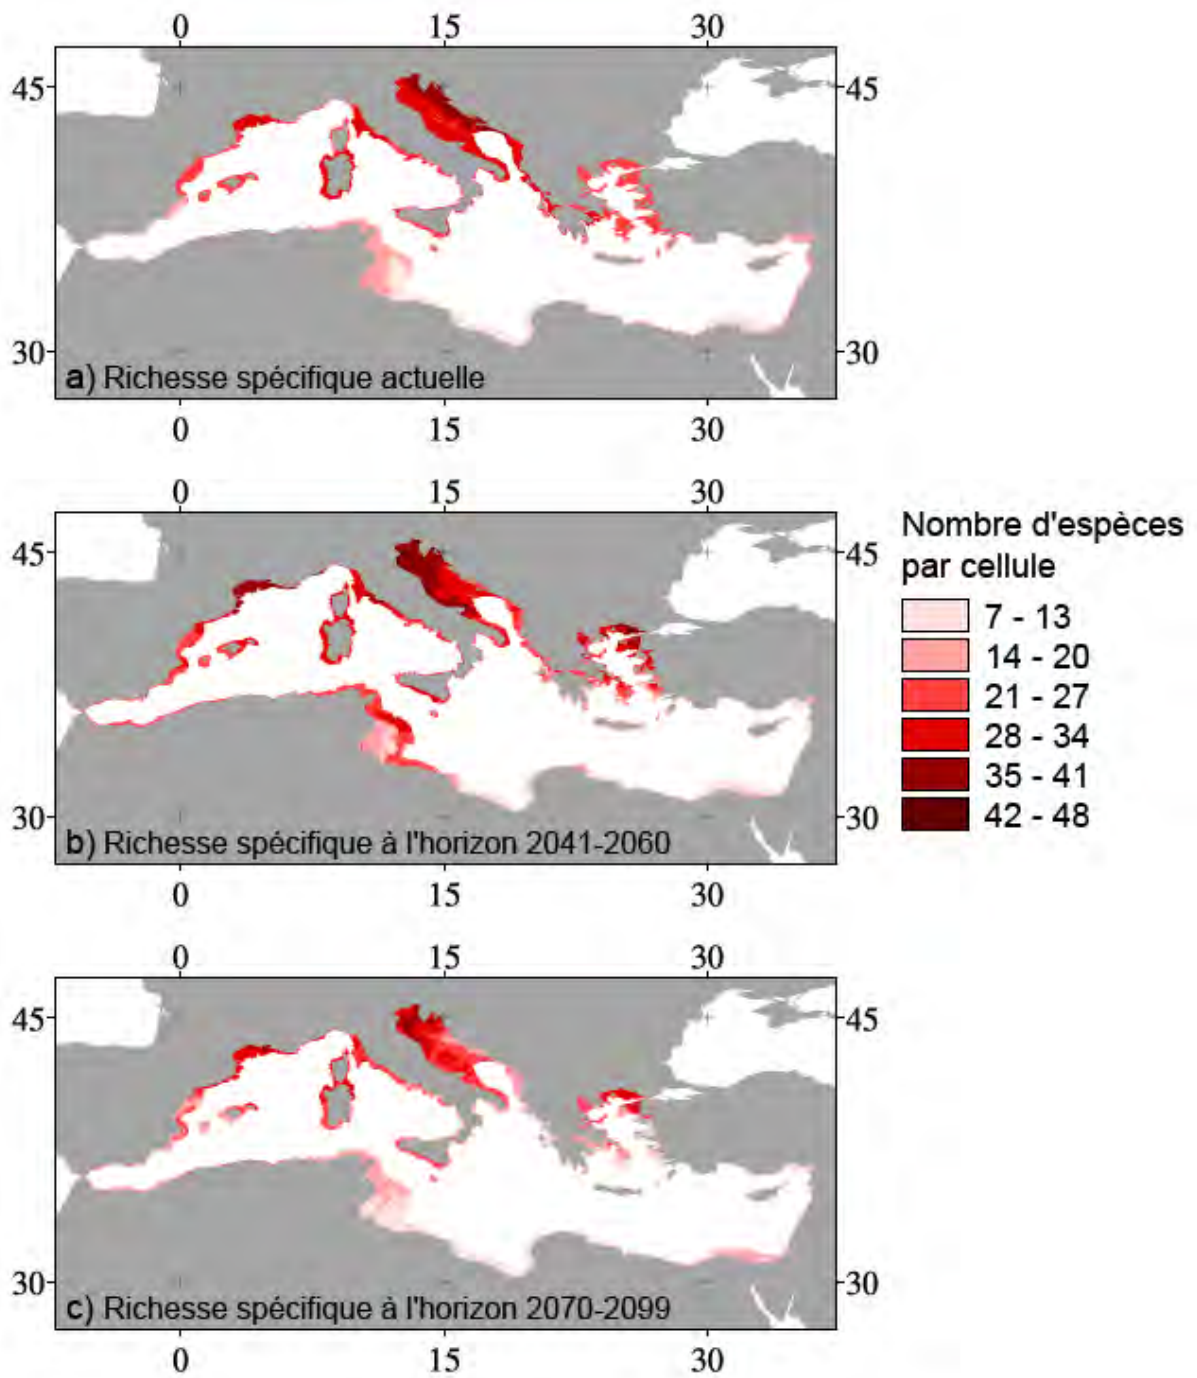 0 15 30
45 45
30 30
a) Richesse spécifique actuelle
0 15 30
0 15 30
45 45
30 30
b) Richesse spécifique à l'horizon 2041-2060
0 15 30
Nombre d'espèces
par cellule
7 - 13
14 - 20
21 - 27
28 - 34
35 - 41
42 - 48
0 15 30
45 45
30 30
c) Richesse spécifique à l'horizon 2070-2099
0 15 30